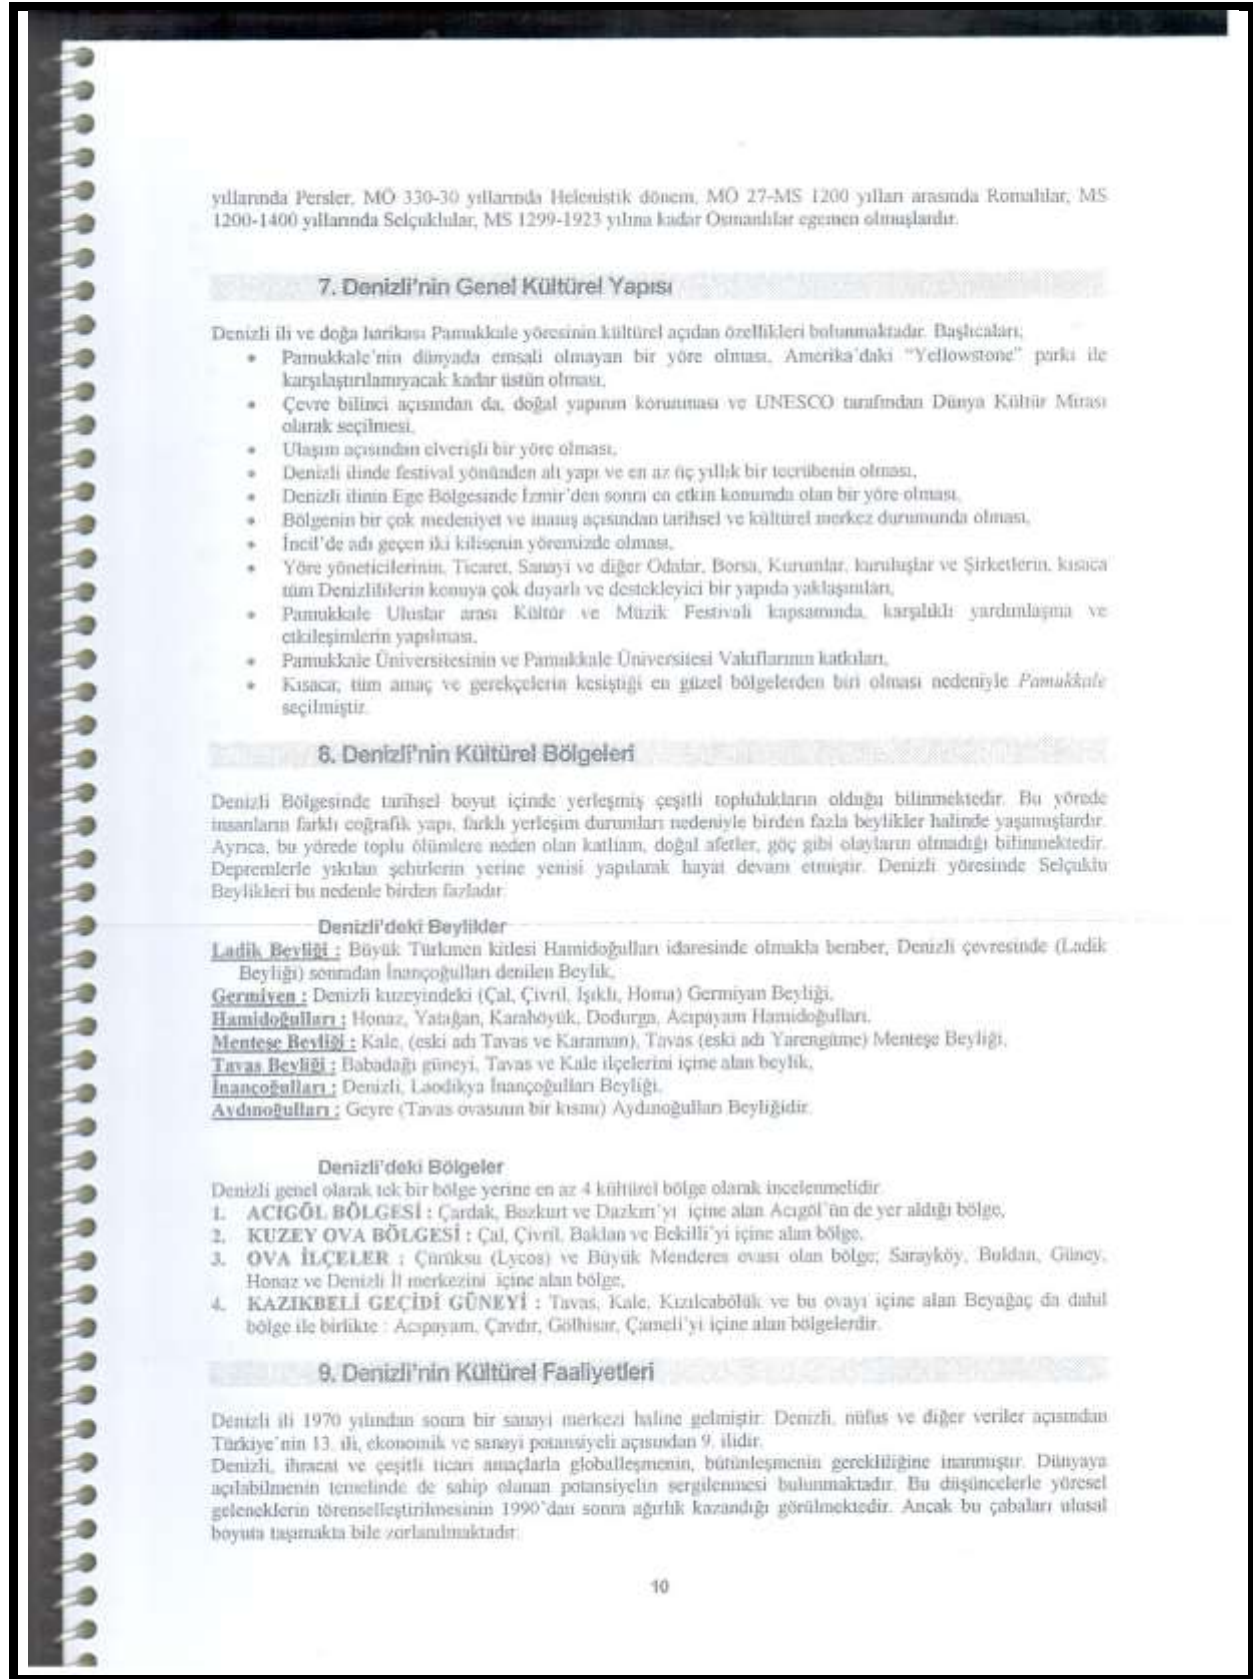 yıllarında Persler, MÖ 330-30 yıllarında Helenistik dönem, MÖ 27-MS 1200 yılları arasında Romalılar, MS
1200-1400 yıllarında Selçuklular, MS 1299-1923 yılına kadar Osmanlılar egemen olmuşlardır.
7. Denizli'nin Genel Kültürel Yapısı
Denizli ili ve doğa harikası Pamukkale yöresinin kültürel açıdan özellikleri bulunmaktadır. Başlıcaları;
• Pamukkale'nin dünyada emsali olmayan bir yöre olması, Amerika'daki "Yellowstone" parkı ile
karşılaştırılamıyacak kadar üstün olması,
• Çevre bilinci açısından da, doğal yapının korunması ve UNESCO tarafından Dünya Kültür Mirası
olarak seçilmesi,
• Ulaşım açısından elverişli bir yöre olması,
• Denizli ilinde festival yönünden alt yapı ve en az üç yıllık bir tecrübenin olması,
• Denizli ilinin Ege Bölgesinde İzmir'den sonra en etkin konumda olan bir yöre olması,
• Bölgenin bir çok medeniyet ve inanış açısından tarihsel ve kültürel merkez durumunda olması,
• İncil'de adı geçen iki kilisenin yöremizde olması,
• Yöre yöneticilerinin, Ticaret, Sanayi ve diğer Odalar, Borsa, Kurumlar, kuruluşlar ve Şirketlerin, kısaca
tüm Denizlililerin konuya çok duyarlı ve destekleyici bir yapıda yaklaşımları,
• Pamukkale Uluslar arası Kültür ve Müzik Festivali kapsamında, karşılıklı yardımlaşma ve
etkileşimlerin yapılması,
• Pamukkale Üniversitesinin ve Pamukkale Üniversitesi Vakıflarının katkıları,
• Kısaca, tüm amaç ve gerekçelerin kesiştiği en güzel bölgelerden biri olması nedeniyle Pamukkale
seçilmiştir.
8. Denizli'nin Kültürel Bölgeleri
Denizli Bölgesinde tarihsel boyut içinde yerleşmiş çeşitli toplulukların olduğu bilinmektedir. Bu yörede
insanların farklı coğrafik yapı, farklı yerleşim durumları nedeniyle birden fazla beylikler halinde yaşamışlardır.
Ayrıca, bu yörede toplu ölümlere neden olan katliam, doğal afetler, göç gibi olayların olmadığı bilinmektedir.
Depremlerle yıkılan şehirlerin yerine yenisi yapılarak hayat devam etmiştir. Denizli yöresinde Selçuklu
Beylikleri bu nedenle birden fazladır.
Denizli'deki Beylikler
Ladik Beyliği : Büyük Türkmen kitlesi Hamidoğulları idaresinde olmakla beraber, Denizli çevresinde (Ladik
Beyliği) sonradan İnançoğulları denilen Beylik,
Germiyen : Denizli kuzeyindeki (Çal, Çivril, Işıklı, Homa) Germiyan Beyliği,
Hamidoğulları : Honaz, Yatağan, Karahöyük, Dodurga, Acıpayam Hamidoğulları,
Menteşe Beyliği : Kale, (eski adı Tavas ve Karaman), Tavas (eski adı Yarengüme) Menteşe Beyliği,
Tavas Beyliği : Babadağı güneyi, Tavas ve Kale ilçelerini içine alan beylik,
İnançoğulları : Denizli, Laodikya İnançoğulları Beyliği,
Aydınoğulları : Geyre (Tavas ovasının bir kısmı) Aydınoğulları Beyliğidir.
Denizli'deki Bölgeler
Denizli genel olarak tek bir bölge yerine en az 4 kültürel bölge olarak incelenmelidir.
1. ACIGÖL BÖLGESİ : Çardak, Bozkurt ve Dazkırı'yı içine alan Acıgöl'ün de yer aldığı bölge,
2. KUZEY OVA BÖLGESİ : Çal, Çivril, Baklan ve Bekilli'yi içine alan bölge,
3. OVA İLÇELER : Çürüksu (Lycos) ve Büyük Menderes ovası olan bölge; Sarayköy, Buldan, Güney,
Honaz ve Denizli İl merkezini içine alan bölge,
4. KAZIKBELİ GEÇİDİ GÜNEYİ : Tavas, Kale, Kızılcabölük ve bu ovayı içine alan Beyağaç da dahil
bölge ile birlikte : Acıpayam, Çavdır, Gölhisar, Çameli'yi içine alan bölgelerdir.
9. Denizli'nin Kültürel Faaliyetleri
Denizli ili 1970 yılından sonra bir sanayi merkezi haline gelmiştir. Denizli, nüfus ve diğer veriler açısından
Türkiye'nin 13. ili, ekonomik ve sanayi potansiyeli açısından 9. ilidir.
Denizli, ihracat ve çeşitli ticari amaçlarla globalleşmenin, bütünleşmenin gerekliliğine inanmıştır. Dünyaya
açılabilmenin temelinde de sahip olunan potansiyelin sergilenmesi bulunmaktadır. Bu düşüncelerle yöresel
geleneklerin törenselleştirilmesinin 1990'dan sonra ağırlık kazandığı görülmektedir. Ancak bu çabaları ulusal
boyuta taşımakta bile zorlanılmaktadır.
10